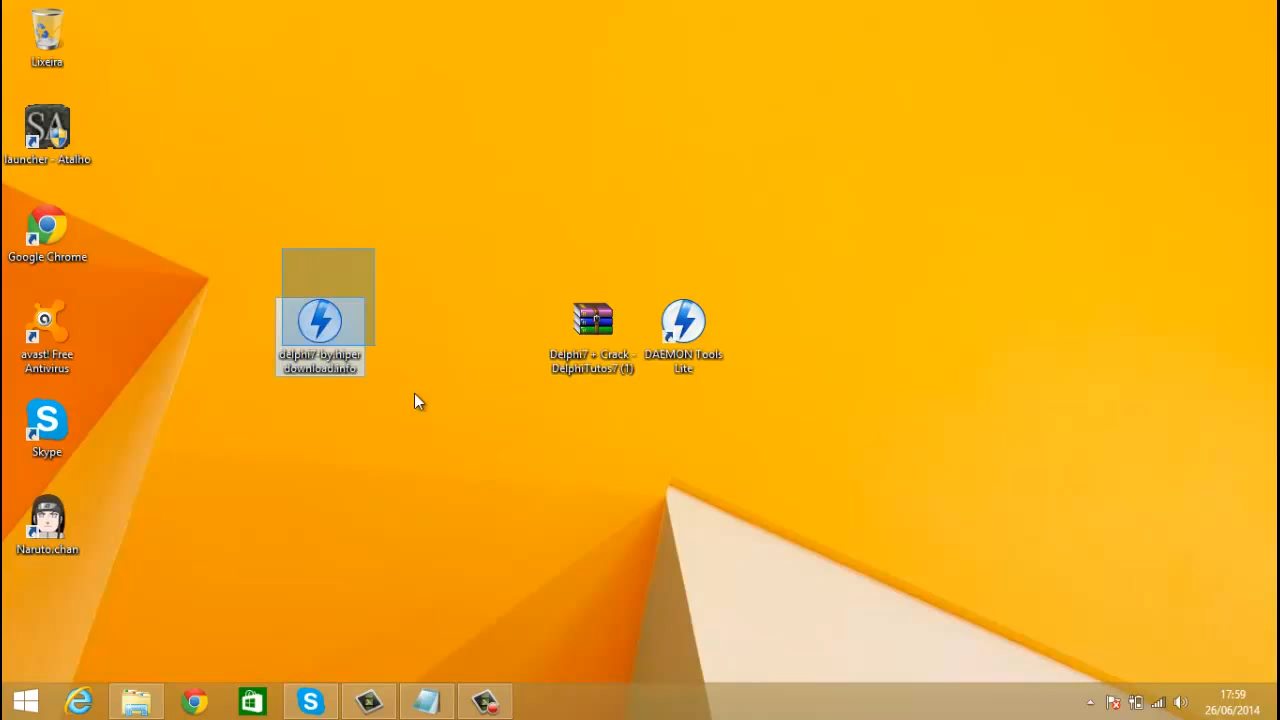 Lixeira
launcher - Atalho
Google Chrome
avast! Free
Antivirus
Skype
Naruto.chan
delphi7-by.hiper
download.info
Delphi7 + Crack -
DelphiTutos7 (1)
DAEMON Tools
Lite
17:59
26/06/2014